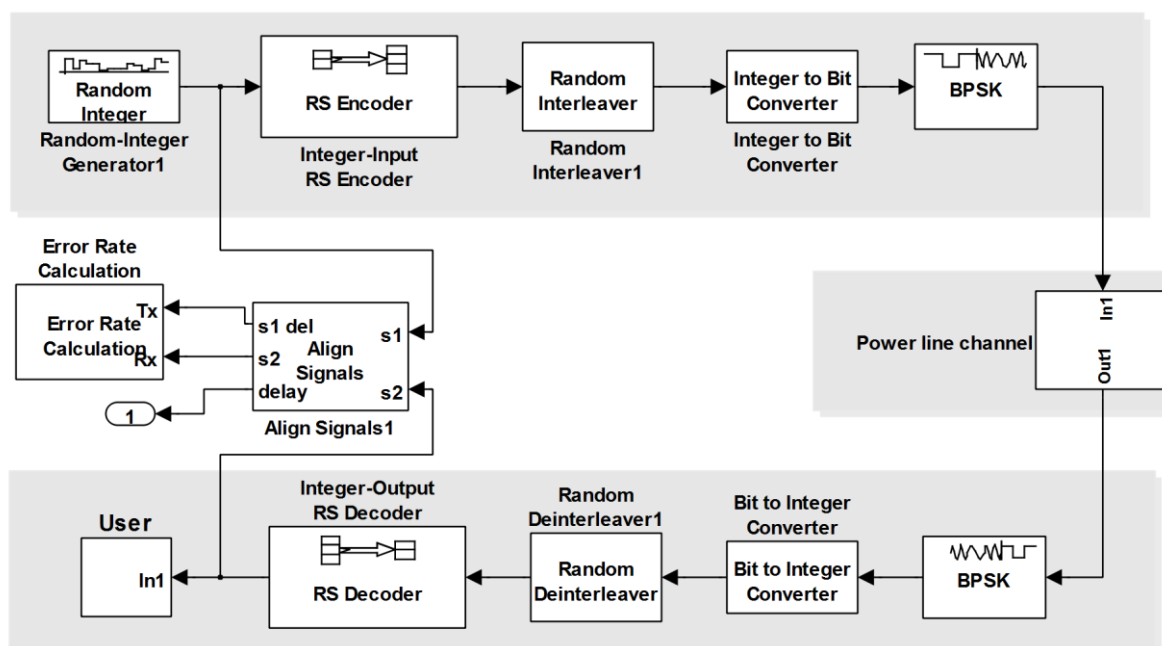 Random
Integer
Random-Integer
Generator1
RS Encoder
Integer-Input
RS Encoder
Random
Interleaver
Random
Interleaver1
Integer to Bit
Converter
Integer to Bit
Converter
BPSK
Error Rate
Calculation
Tx
Error Rate
Calculation
Rx
s1 del
s1
Align
s2
Signals
delay
s2
1
Align Signals1
In1
Power line channel
Out1
User
In1
Integer-Output
RS Decoder
RS Decoder
Random
Deinterleaver1
Random
Deinterleaver
Bit to Integer
Converter
Bit to Integer
Converter
BPSK